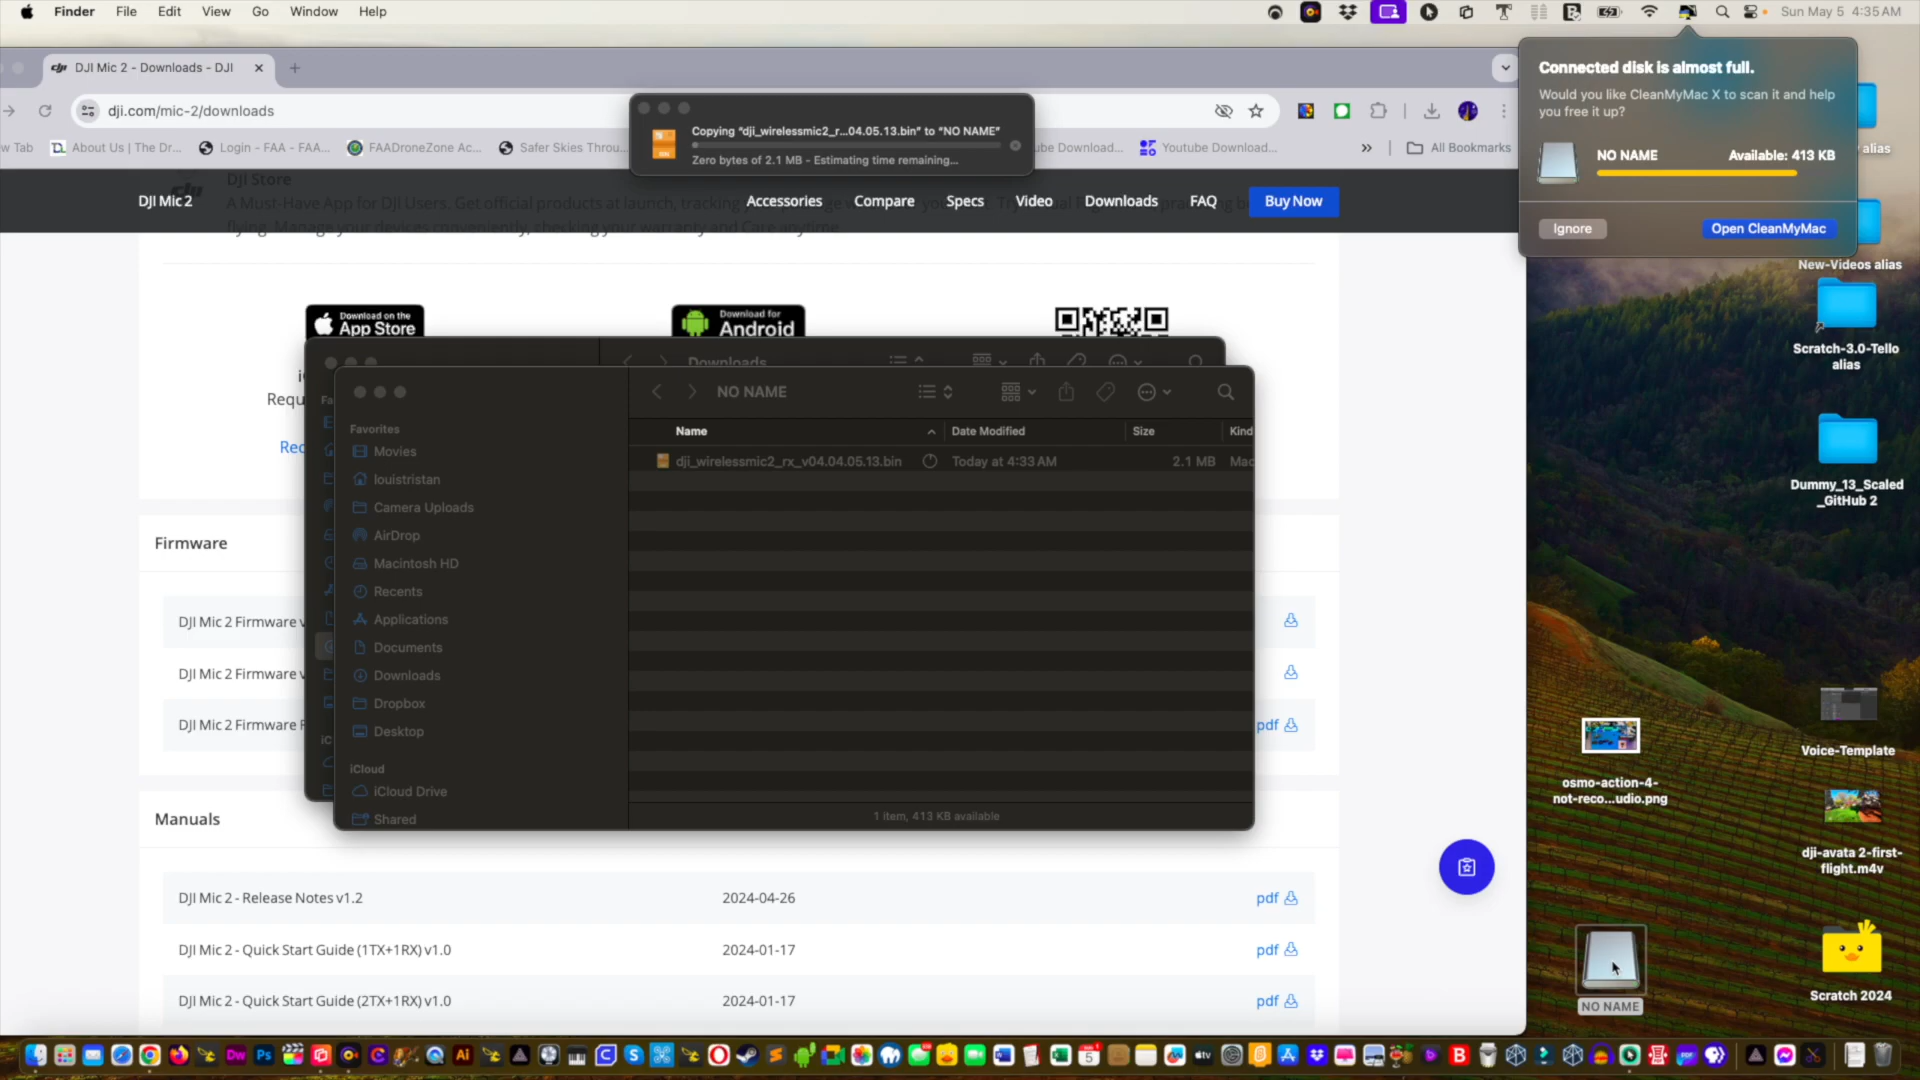 Finder File Edit View Go Window Help
Sun May 5 4:35 AM
DJI Mic 2 - Downloads - DJI
dji.com/mic-2/downloads
w Tab About Us | The Dr... Login - FAA - FAA... FAADroneZone Ac... Safer Skies Throu... ube Download... Youtube Download... All Bookmarks
Copying “dji_wirelessmic2_r...04.05.13.bin” to “NO NAME”
Zero bytes of 2.1 MB - Estimating time remaining...
Connected disk is almost full.
Would you like CleanMyMac X to scan it and help
you free it up?
NO NAME Available: 413 KB
Ignore Open CleanMyMac
DJI Store
DJI Mic 2 Accessories Compare Specs Video Downloads FAQ Buy Now
Download on the
App Store
Download for
Android
Downloads
NO NAME
Name Date Modified Size Kind
dji_wirelessmic2_rx_v04.04.05.13.bin Today at 4:33 AM 2.1 MB Mac
1 item, 413 KB available
Favorites
Movies
louistristan
Camera Uploads
AirDrop
Macintosh HD
Recents
Applications
Documents
Downloads
Dropbox
Desktop
iCloud
iCloud Drive
Shared
Requ
Rec
Firmware
DJI Mic 2 Firmware v
DJI Mic 2 Firmware v
DJI Mic 2 Firmware F pdf
Manuals
DJI Mic 2 - Release Notes v1.2 2024-04-26 pdf
DJI Mic 2 - Quick Start Guide (1TX+1RX) v1.0 2024-01-17 pdf
DJI Mic 2 - Quick Start Guide (2TX+1RX) v1.0 2024-01-17 pdf
alias
New-Videos alias
Scratch-3.0-Tello
alias
Dummy_13_Scaled
_GitHub 2
Voice-Template
osmo-action-4-
not-reco...udio.png
dji-avata 2-first-
flight.m4v
NO NAME
Scratch 2024